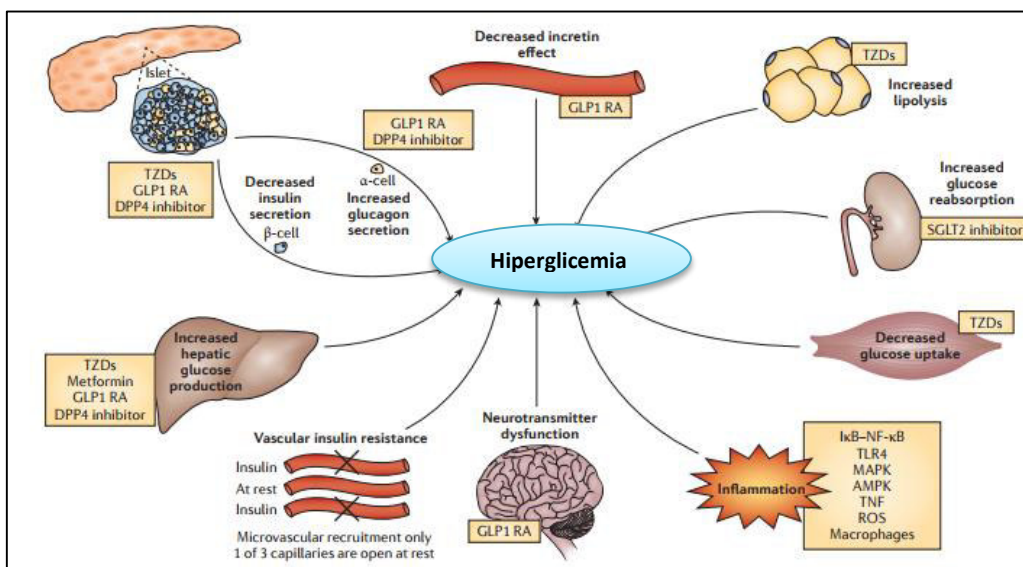 Islet
TZDs
GLP1 RA
DPP4 inhibitor
Decreased
insulin
secretion
β-cell
GLP1 RA
DPP4 inhibitor
α-cell
Increased
glucagon
secretion
Decreased incretin
effect
GLP1 RA
TZDs
Increased
lipolysis
Increased
glucose
reabsorption
SGLT2 inhibitor
Hiperglicemia
TZDs
Metformin
GLP1 RA
DPP4 inhibitor
Increased
hepatic
glucose
production
Vascular insulin resistance
Insulin
At rest
Insulin
Microvascular recruitment only
1 of 3 capillaries are open at rest
Neurotransmitter
dysfunction
GLP1 RA
Inflammation
IκB–NF-κB
TLR4
MAPK
AMPK
TNF
ROS
Macrophages
TZDs
Decreased
glucose uptake